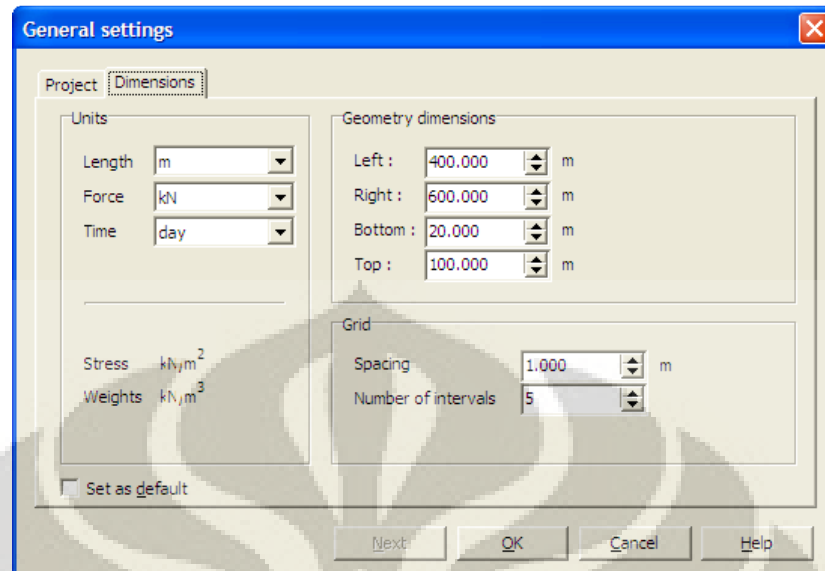 General settings
Project Dimensions
Units
Length m
Force kN
Time day
Stress kN/m²
Weights kN/m³
Geometry dimensions
Left : 400.000 m
Right : 600.000 m
Bottom : 20.000 m
Top : 100.000 m
Grid
Spacing 1.000 m
Number of intervals 5
Set as default
Next OK Cancel Help